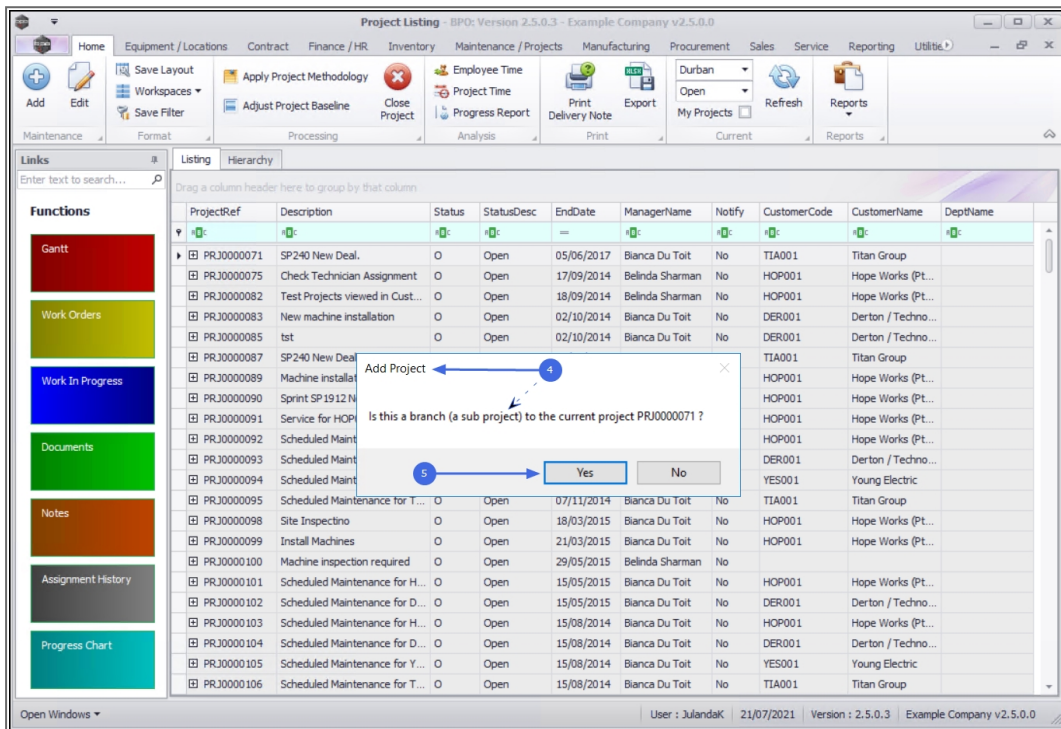 Project Listing - BPO: Version 2.5.0.3 - Example Company v2.5.0.0
Home Equipment / Locations Contract Finance / HR Inventory Maintenance / Projects Manufacturing Procurement Sales Service Reporting Utilitie
Add
Edit
Maintenance
Save Layout
Workspaces
Save Filter
Format
Apply Project Methodology
Adjust Project Baseline
Close Project
Processing
Employee Time
Project Time
Progress Report
Analysis
Print Delivery Note
Export
Print
Durban
Open
My Projects
Refresh
Current
Reports
Reports
Links
Enter text to search...
Functions
Gantt
Work Orders
Work In Progress
Documents
Notes
Assignment History
Progress Chart
Listing Hierarchy
Drag a column header here to group by that column
ProjectRef Description Status StatusDesc EndDate ManagerName Notify CustomerCode CustomerName DeptName
PRJ0000071 SP240 New Deal. O Open 05/06/2017 Bianca Du Toit No TIA001 Titan Group
PRJ0000075 Check Technician Assignment O Open 17/09/2014 Belinda Sharman No HOP001 Hope Works (Pt...
PRJ0000082 Test Projects viewed in Cust... O Open 18/09/2014 Belinda Sharman No HOP001 Hope Works (Pt...
PRJ0000083 New machine installation O Open 02/10/2014 Bianca Du Toit No DER001 Derton / Techno...
PRJ0000085 tst O Open 02/10/2014 Bianca Du Toit No DER001 Derton / Techno...
PRJ0000087 SP240 New Deal TIA001 Titan Group
PRJ0000089 Machine installat HOP001 Hope Works (Pt...
PRJ0000090 Sprint SP1912 N HOP001 Hope Works (Pt...
PRJ0000091 Service for HOP HOP001 Hope Works (Pt...
PRJ0000092 Scheduled Maint HOP001 Hope Works (Pt...
PRJ0000093 Scheduled Maint DER001 Derton / Techno...
PRJ0000094 Scheduled Maint YES001 Young Electric
PRJ0000095 Scheduled Maintenance for T... O Open 07/11/2014 Bianca Du Toit No TIA001 Titan Group
PRJ0000098 Site Inspectino O Open 18/03/2015 Bianca Du Toit No HOP001 Hope Works (Pt...
PRJ0000099 Install Machines O Open 21/03/2015 Bianca Du Toit No HOP001 Hope Works (Pt...
PRJ0000100 Machine inspection required O Open 29/05/2015 Belinda Sharman No
PRJ0000101 Scheduled Maintenance for H... O Open 15/05/2015 Bianca Du Toit No HOP001 Hope Works (Pt...
PRJ0000102 Scheduled Maintenance for D... O Open 15/05/2015 Bianca Du Toit No DER001 Derton / Techno...
PRJ0000103 Scheduled Maintenance for H... O Open 15/08/2014 Bianca Du Toit No HOP001 Hope Works (Pt...
PRJ0000104 Scheduled Maintenance for D... O Open 15/08/2014 Bianca Du Toit No DER001 Derton / Techno...
PRJ0000105 Scheduled Maintenance for Y... O Open 15/08/2014 Bianca Du Toit No YES001 Young Electric
PRJ0000106 Scheduled Maintenance for T... O Open 15/08/2014 Bianca Du Toit No TIA001 Titan Group
Add Project 4
Is this a branch (a sub project) to the current project PRJ0000071 ?
5 Yes No
Open Windows User : JulandaK 21/07/2021 Version : 2.5.0.3 Example Company v2.5.0.0